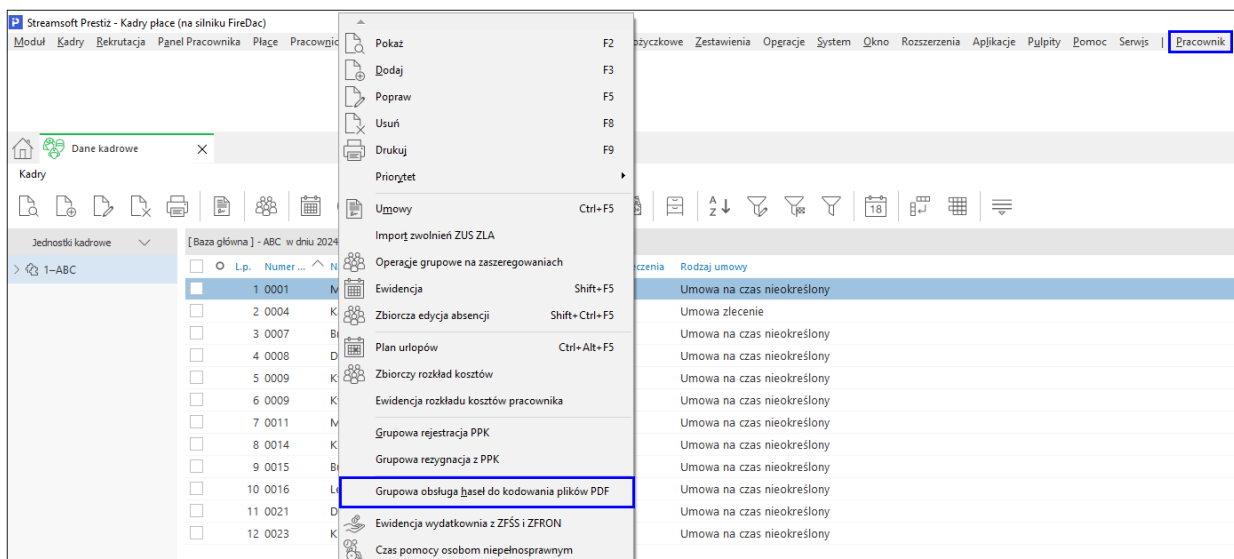 Streamsoft Prestiż - Kadry płace (na silniku FireDac)
Moduł Kadry Rekrutacja Panel Pracownika Płace Zestawienia Operacje System Okno Rozszerzenia Aplikacje Pulpity Pomoc Serwis | Pracownik
Dane kadrowe
Kadry
18
Jednostki kadrowe
[ Baza główna ] - ABC w dniu 2024
1--ABC
L.p. Numer ... Rodzaj umowy
1 0001 Umowa na czas nieokreślony
2 0004 Umowa zlecenie
3 0007 Umowa na czas nieokreślony
4 0008 Umowa na czas nieokreślony
5 0009 Umowa na czas nieokreślony
6 0009 Umowa na czas nieokreślony
7 0011 Umowa na czas nieokreślony
8 0014 Umowa na czas nieokreślony
9 0015 Umowa na czas nieokreślony
10 0016 Umowa na czas nieokreślony
11 0021 Umowa na czas nieokreślony
12 0023 Umowa na czas nieokreślony
Pokaż F2
Dodaj F3
Popraw F5
Usuń F8
Drukuj F9
Priorytet
Umowy Ctrl+F5
Import zwolnień ZUS ZLA
Operacje grupowe na zaszeregowaniach
Ewidencja Shift+F5
Zbiorcza edycja absencji Shift+Ctrl+F5
Plan urlopów Ctrl+Alt+F5
Zbiorczy rozkład kosztów
Ewidencja rozkładu kosztów pracownika
Grupowa rejestracja PPK
Grupowa rezygnacja z PPK
Grupowa obsługa haseł do kodowania plików PDF
Ewidencja wydatkownia z ZFŚS i ZFRON
Czas pomocy osobom niepełnosprawnym